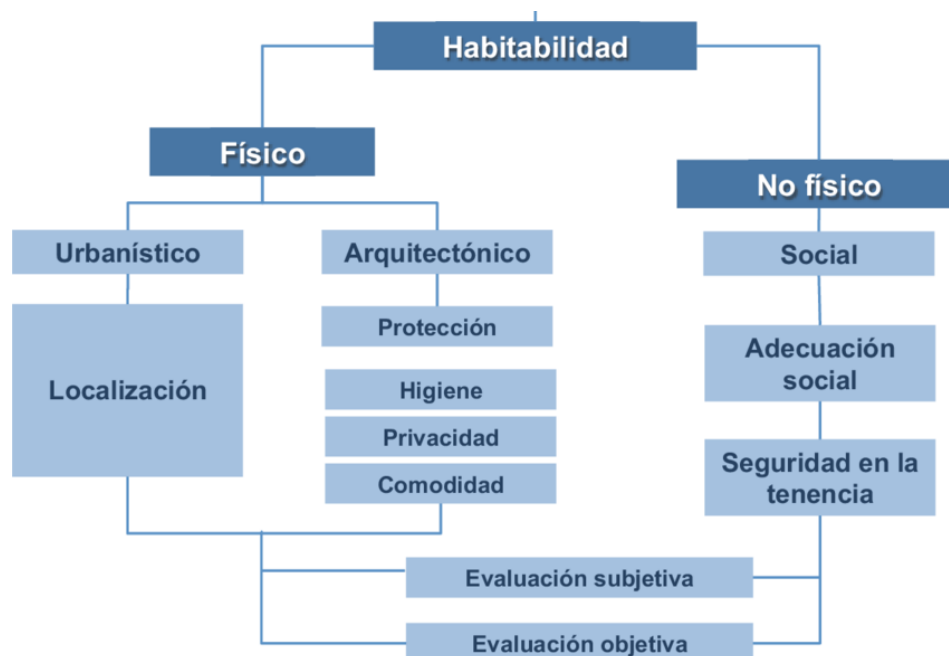 Habitabilidad
Físico
No físico
Urbanístico
Arquitectónico
Social
Localización
Protección
Higiene
Privacidad
Comodidad
Adecuación
social
Seguridad en la
tenencia
Evaluación subjetiva
Evaluación objetiva